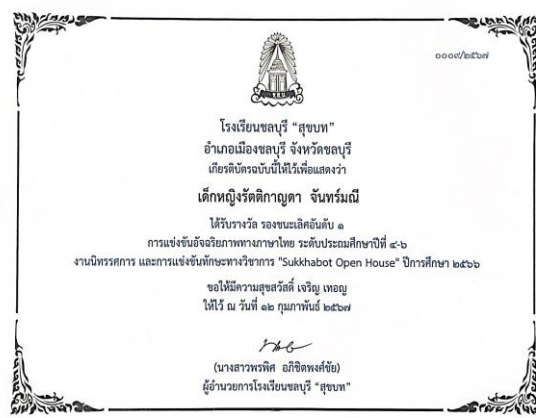 ๐๐๐๙/๒๕๖๗
โรงเรียนชลบุรี “สุขบท”
อำเภอเมืองชลบุรี จังหวัดชลบุรี
เกียรติบัตรฉบับนี้ให้ไว้เพื่อแสดงว่า
เด็กหญิงรัตติกาญดา จันทร์มณี
ได้รับรางวัล รองชนะเลิศอันดับ ๑
การแข่งขันอัจฉริยภาพทางภาษาไทย ระดับประถมศึกษาปีที่ ๔-๖
งานนิทรรศการ และการแข่งขันทักษะทางวิชาการ "Sukkhabot Open House" ปีการศึกษา ๒๕๖๖
ขอให้มีความสุขสวัสดิ์ เจริญ เทอญ
ให้ไว้ ณ วันที่ ๑๒ กุมภาพันธ์ ๒๕๖๗
(นางสาวพรพิศ อภิชิตพงศ์ชัย)
ผู้อำนวยการโรงเรียนชลบุรี “สุขบท”